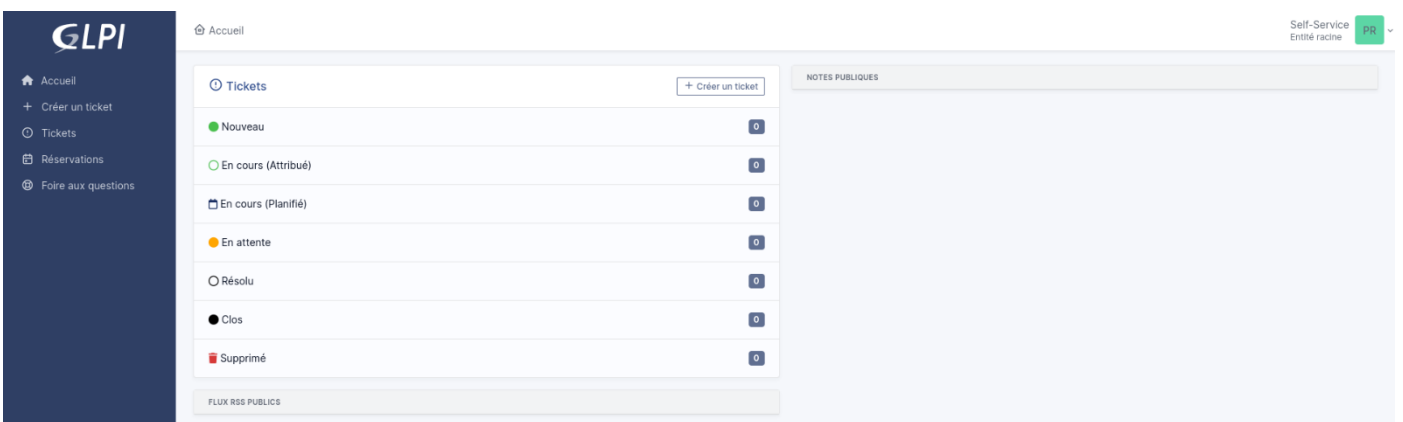 GLPI
Accueil
Créer un ticket
Tickets
Réservations
Foire aux questions
Accueil
Self-Service
Entité racine
PR
Tickets
+ Créer un ticket
Nouveau 0
En cours (Attribué) 0
En cours (Planifié) 0
En attente 0
Résolu 0
Clos 0
Supprimé 0
FLUX RSS PUBLICS
NOTES PUBLIQUES